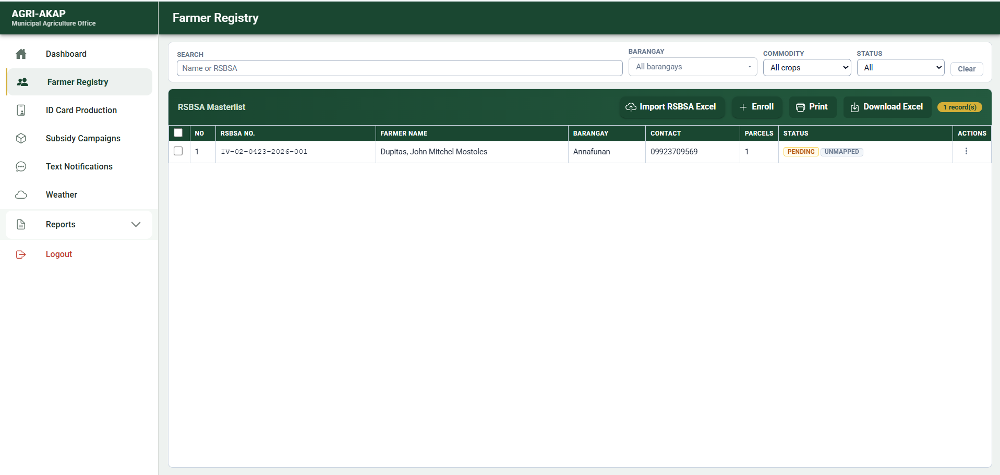 AGRI-AKAP
Municipal Agriculture Office
Farmer Registry
Dashboard
Farmer Registry
ID Card Production
Subsidy Campaigns
Text Notifications
Weather
Reports
Logout
SEARCH
Name or RSBSA
BARANGAY
All barangays
COMMODITY
All crops
STATUS
All
Clear
RSBSA Masterlist
Import RSBSA Excel
Enroll
Print
Download Excel
1 record(s)
NO RSBSA NO. FARMER NAME BARANGAY CONTACT PARCELS STATUS ACTIONS
1 IV-02-0423-2026-001 Dupitas, John Mitchel Mostoles Annafunan 09923709569 1 PENDING UNMAPPED